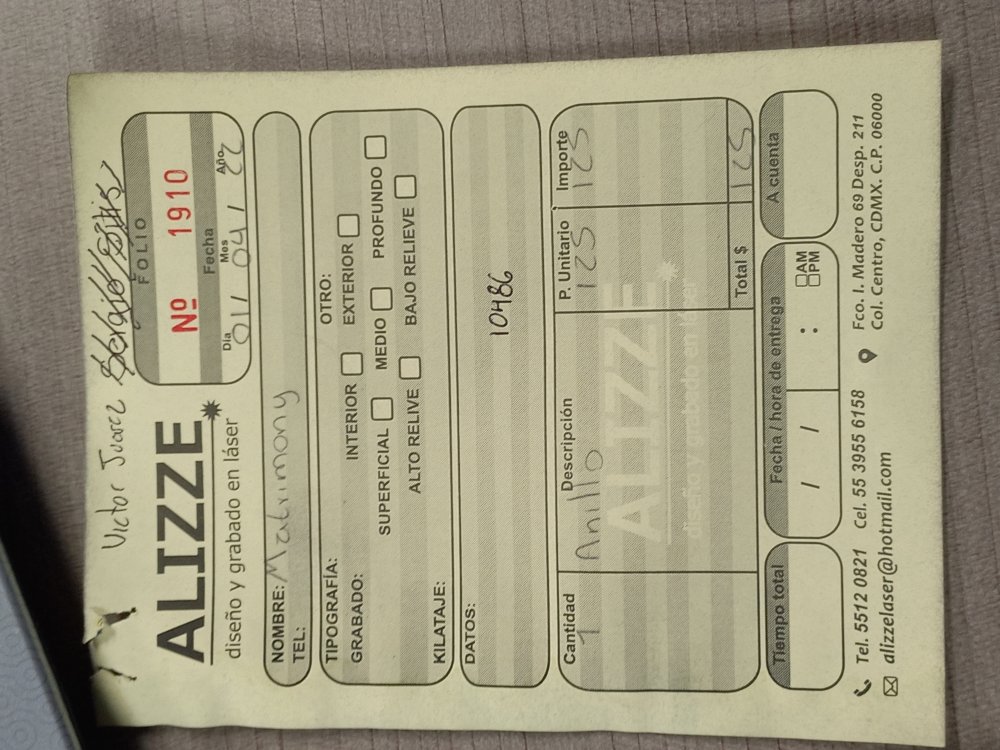 Victor Juarez
ALIZZE
diseño y grabado en láser
FOLIO
Nº 1910
Fecha
Día Mes Año
01 / 04 / 22
NOMBRE: Matrimony
TEL:
TIPOGRAFÍA:
GRABADO:
INTERIOR
OTRO:
EXTERIOR
SUPERFICIAL
MEDIO
PROFUNDO
ALTO RELIVE
BAJO RELIEVE
KILATAJE:
DATOS:
10486
Cantidad Descripción P. Unitario Importe
1 Anillo 125 125
ALIZZE
diseño y grabado en láser
Total $ 125
Tiempo total
Fecha / hora de entrega
/ / : AM
PM
A cuenta
Tel. 5512 0821 Cel. 55 3955 6158
alizzelaser@hotmail.com
Fco. I. Madero 69 Desp. 211
Col. Centro, CDMX. C.P. 06000